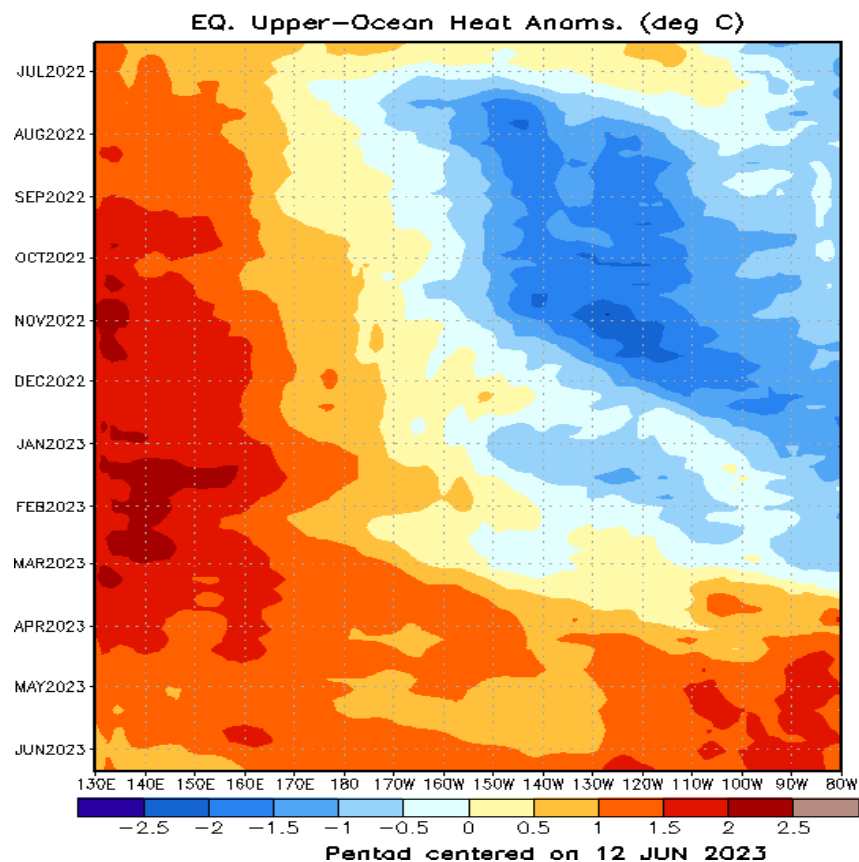 EQ. Upper-Ocean Heat Anoms. (deg C)
JUL2022
AUG2022
SEP2022
OCT2022
NOV2022
DEC2022
JAN2023
FEB2023
MAR2023
APR2023
MAY2023
JUN2023
130E 140E 150E 160E 170E 180 170W 160W 150W 140W 130W 120W 110W 100W 90W 80W
-2.5 -2 -1.5 -1 -0.5 0 0.5 1 1.5 2 2.5
Pentad centered on 12 JUN 2023